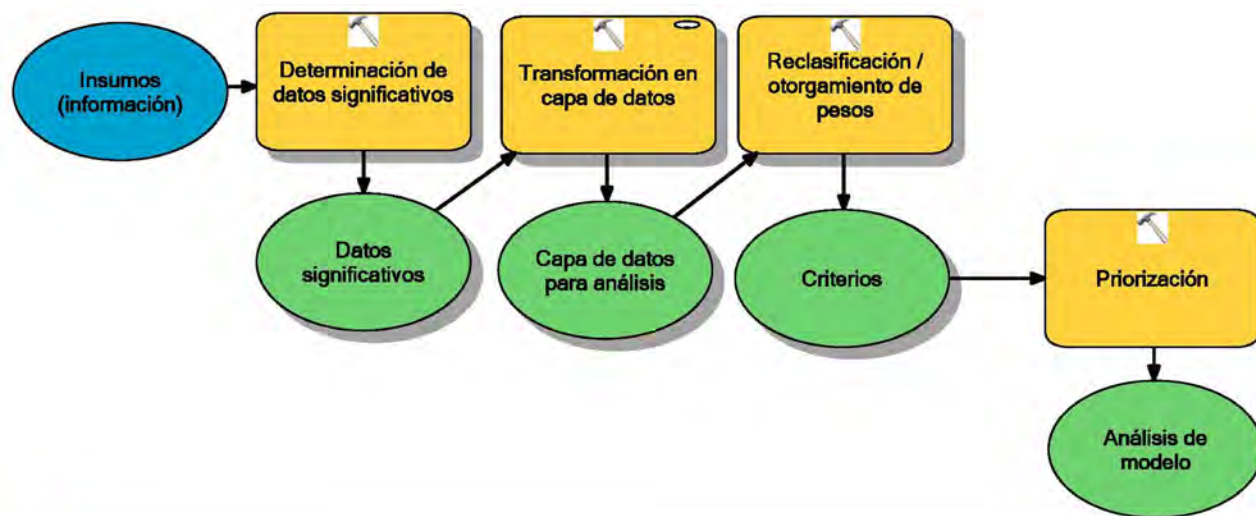 Insumos
(información)
Determinación de
datos significativos
Transformación en
capa de datos
Reclasificación /
otorgamiento de
pesos
Datos
significativos
Capa de datos
para análisis
Criterios
Priorización
Análisis de
modelo